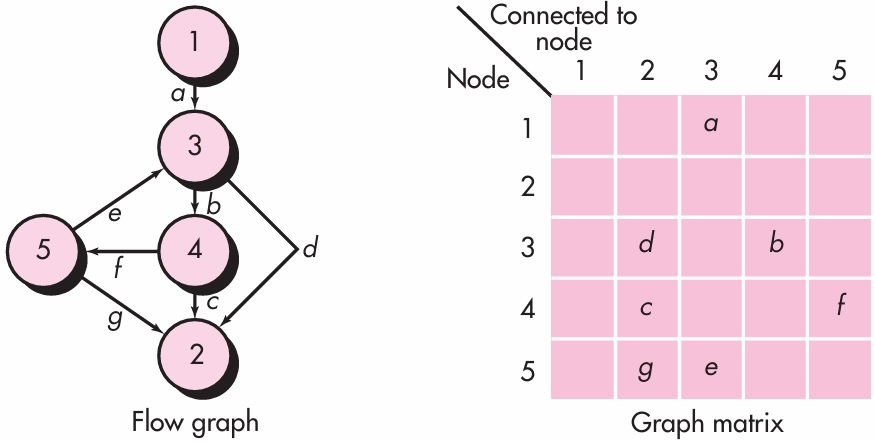 1
a
3
e
b
5
4
d
f
g
c
2
Flow graph
Connected to
node
Node
1 2 3 4 5
1 a
2
3 d b
4 c f
5 g e
Graph matrix